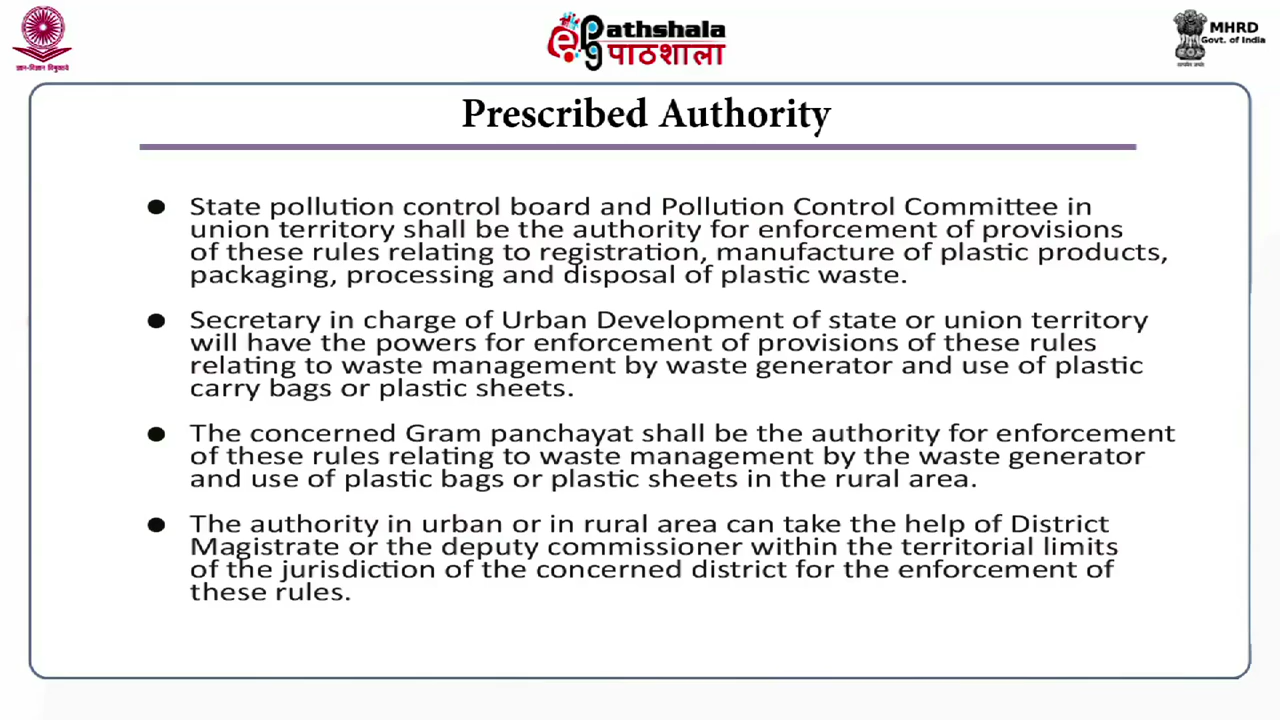 ज्ञान-विज्ञान विमुक्तये
epg Pathshala
पाठशाला
MHRD
Govt. of India
सत्यमेव जयते
Prescribed Authority
● State pollution control board and Pollution Control Committee in
union territory shall be the authority for enforcement of provisions
of these rules relating to registration, manufacture of plastic products,
packaging, processing and disposal of plastic waste.
● Secretary in charge of Urban Development of state or union territory
will have the powers for enforcement of provisions of these rules
relating to waste management by waste generator and use of plastic
carry bags or plastic sheets.
● The concerned Gram panchayat shall be the authority for enforcement
of these rules relating to waste management by the waste generator
and use of plastic bags or plastic sheets in the rural area.
● The authority in urban or in rural area can take the help of District
Magistrate or the deputy commissioner within the territorial limits
of the jurisdiction of the concerned district for the enforcement of
these rules.